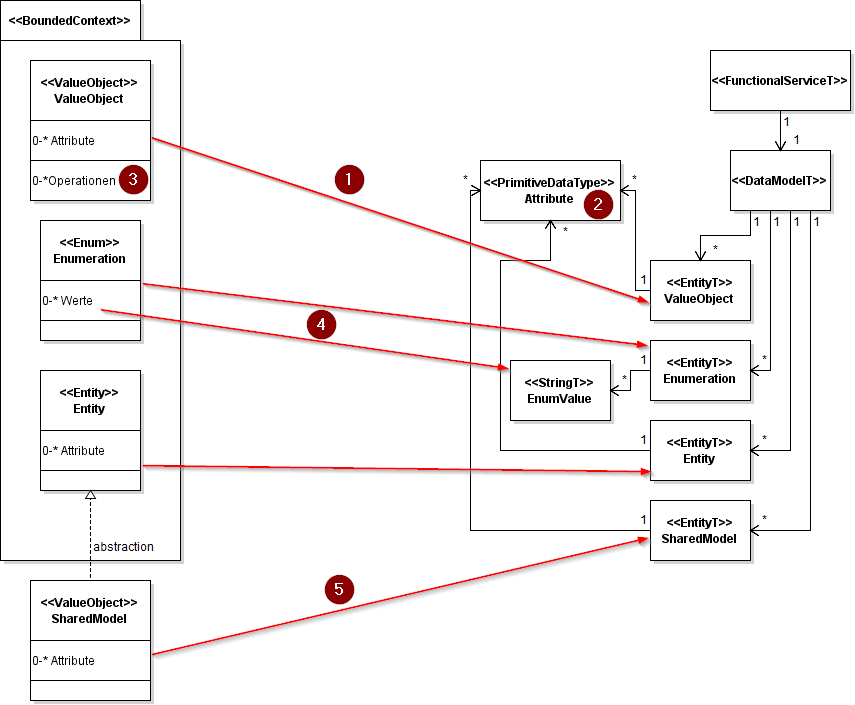 <<BoundedContext>>
<<ValueObject>>
ValueObject
0-* Attribute
0-*Operationen
3
<<Enum>>
Enumeration
0-* Werte
<<Entity>>
Entity
0-* Attribute
abstraction
<<ValueObject>>
SharedModel
0-* Attribute
1
4
5
<<PrimitiveDataType>>
Attribute
2
*
*
*
<<FunctionalServiceT>>
1
1
<<DataModelT>>
1
1
1
1
*
1
<<EntityT>>
ValueObject
1
*
<<EntityT>>
Enumeration
*
<<StringT>>
EnumValue
1
<<EntityT>>
Entity
*
1
<<EntityT>>
SharedModel
*